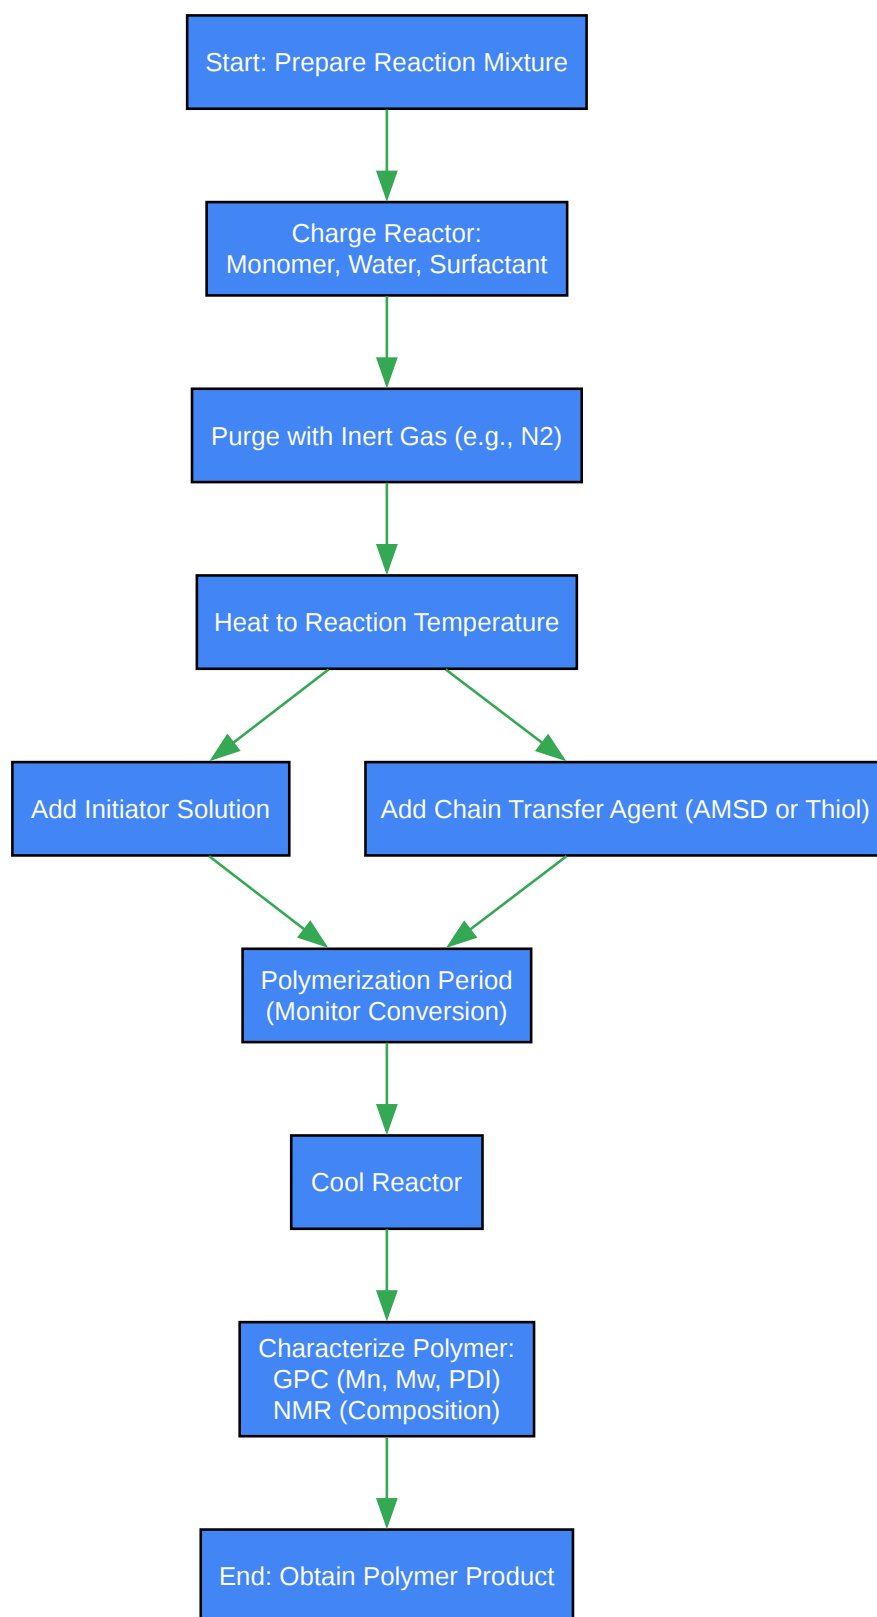 Start: Prepare Reaction Mixture
Charge Reactor:
Monomer, Water, Surfactant
Purge with Inert Gas (e.g., N2)
Heat to Reaction Temperature
Add Initiator Solution
Add Chain Transfer Agent (AMSD or Thiol)
Polymerization Period
(Monitor Conversion)
Cool Reactor
Characterize Polymer:
GPC (Mn, Mw, PDI)
NMR (Composition)
End: Obtain Polymer Product